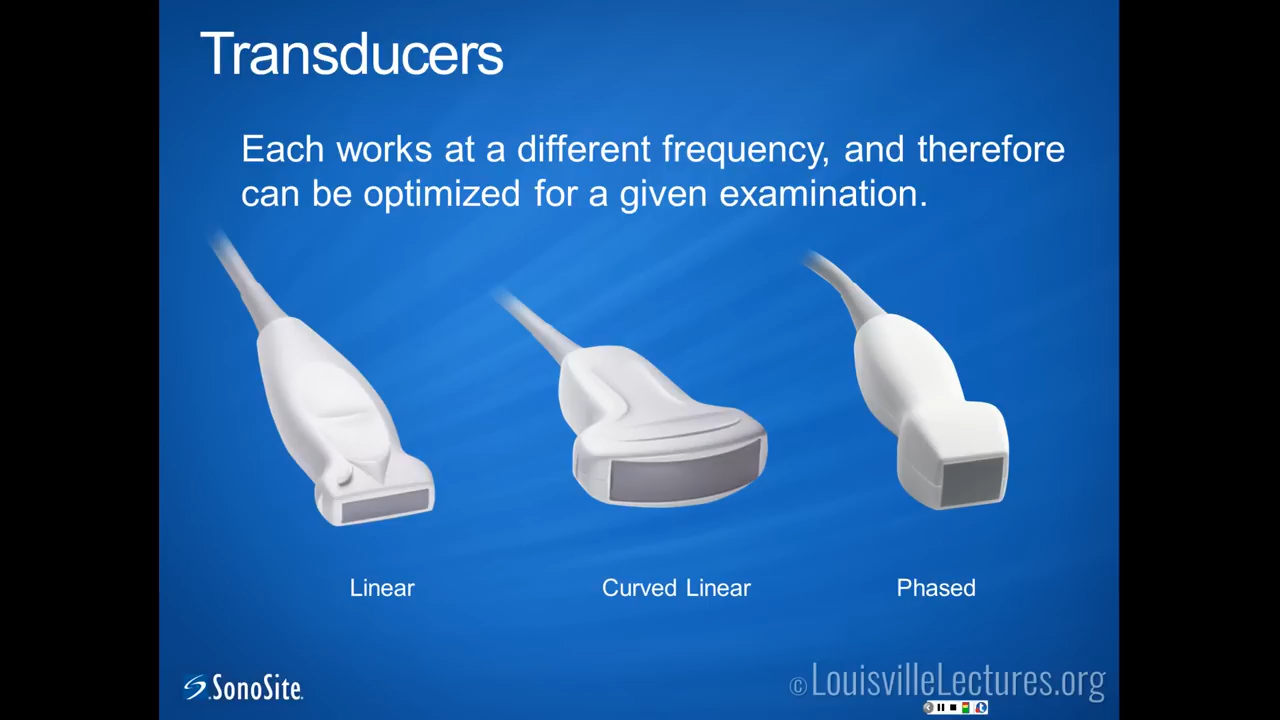 Transducers
Each works at a different frequency, and therefore
can be optimized for a given examination.
Linear
Curved Linear
Phased
SonoSite
© LouisvilleLectures.org